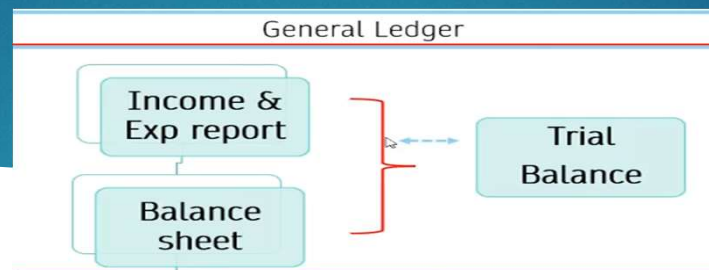 General Ledger
Income &
Exp report
Trial
Balance
Balance
sheet